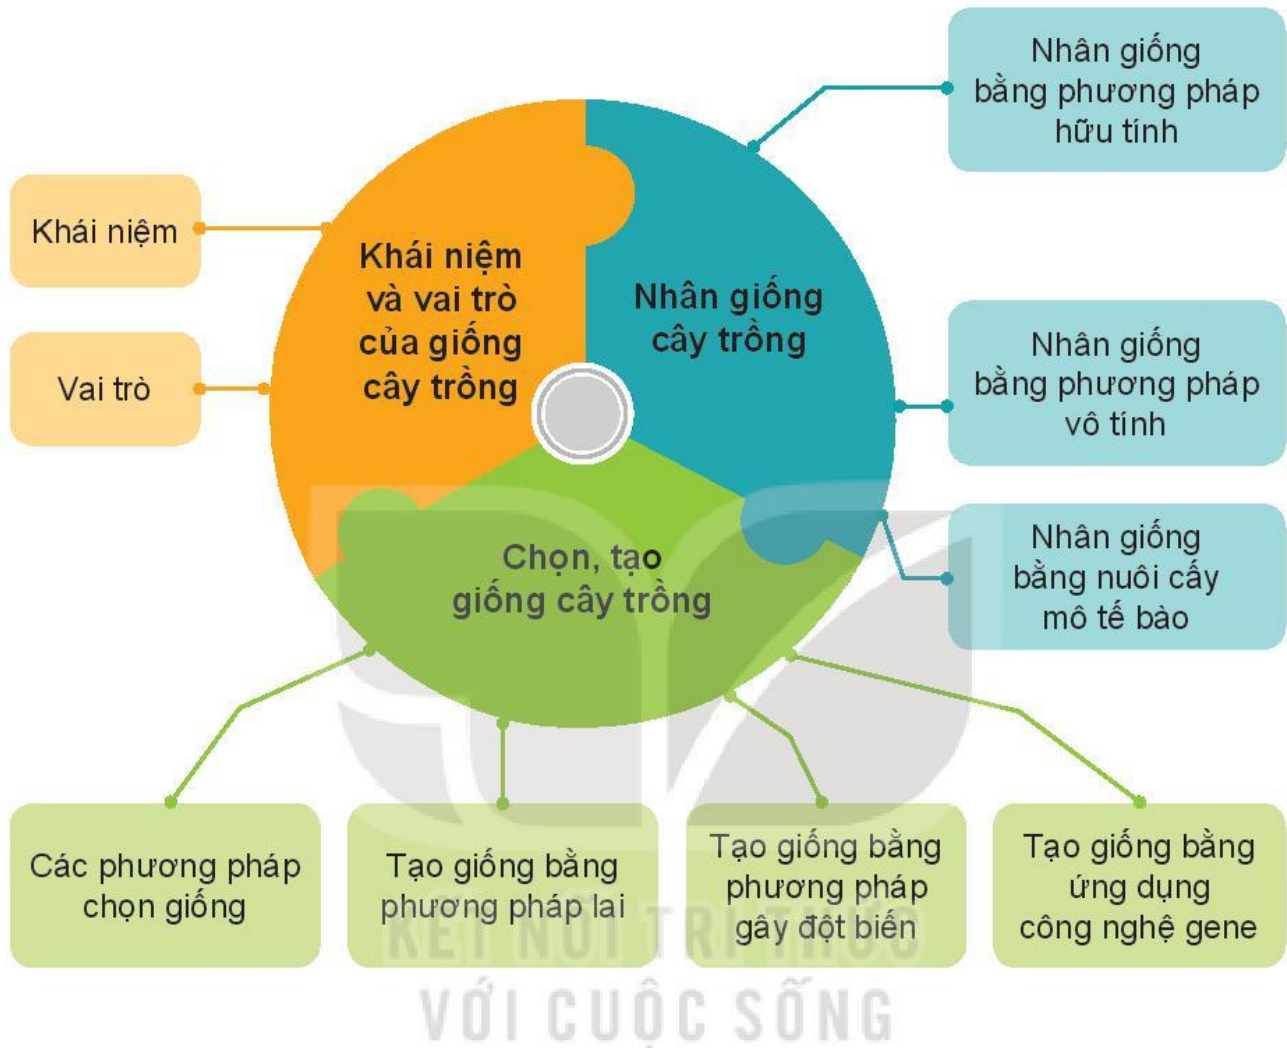 Khái niệm
Vai trò
Khái niệm
và vai trò
của giống
cây trồng
Nhân giống
cây trồng
Nhân giống
bằng phương pháp
hữu tính
Nhân giống
bằng phương pháp
vô tính
Nhân giống
bằng nuôi cấy
mô tế bào
Chọn, tạo
giống cây trồng
Các phương pháp
chọn giống
Tạo giống bằng
phương pháp lai
Tạo giống bằng
phương pháp
gây đột biến
Tạo giống bằng
ứng dụng
công nghệ gene
KẾT NỐI TRI THỨC
VỚI CUỘC SỐNG